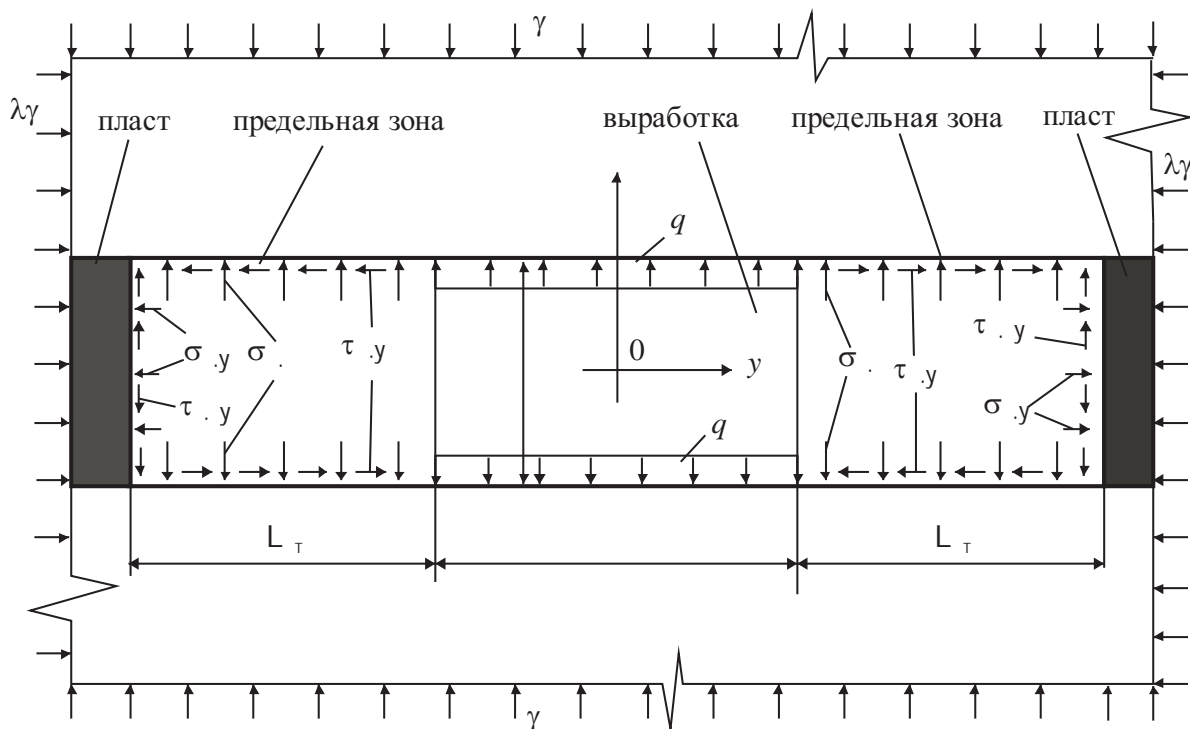 γ
λγ
пласт
предельная зона
выработка
предельная зона
пласт
λγ
q
σ .y
σ .
τ .y
0
y
σ .
τ .y
τ . y
τ . y
σ .y
q
L т
L т
γ